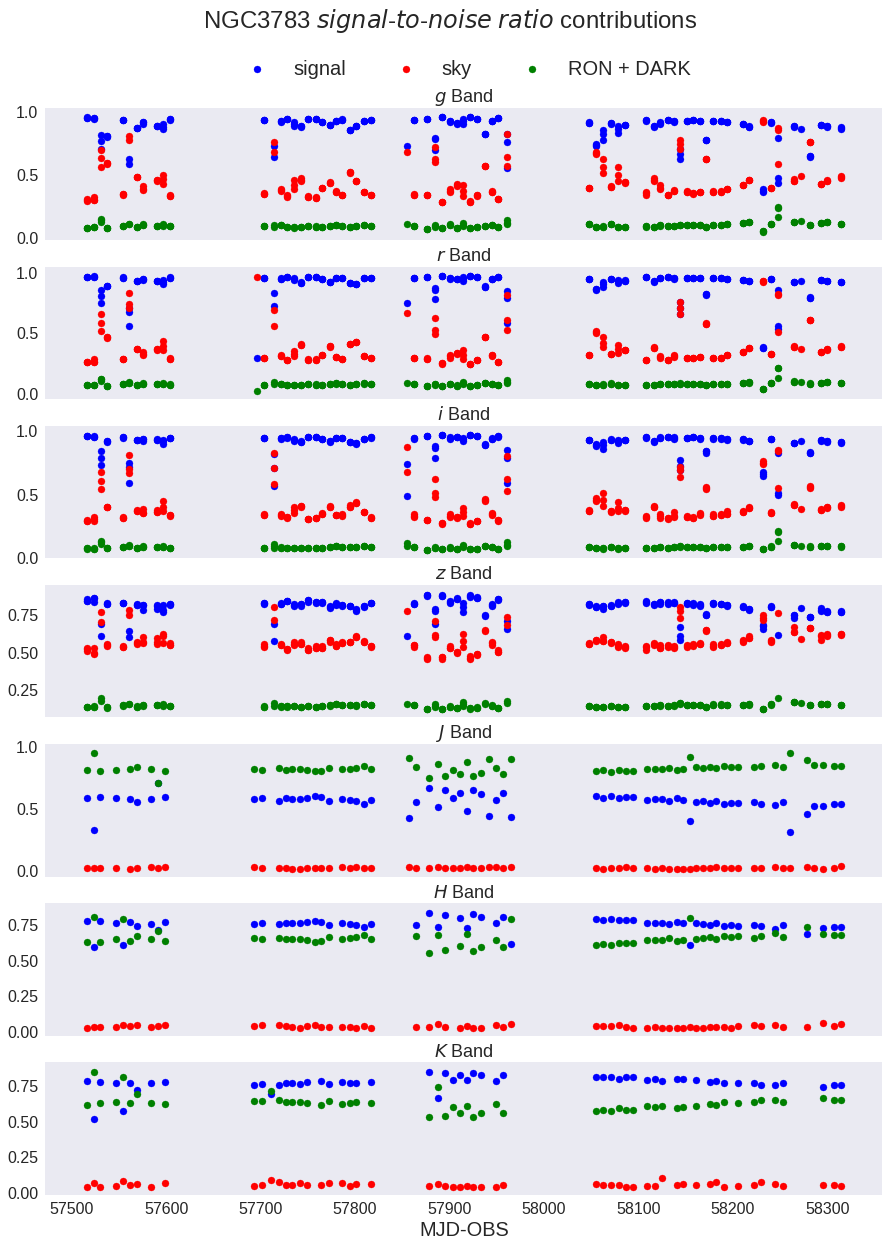 NGC3783 signal-to-noise ratio contributions
signal sky RON + DARK
g Band
1.0
0.5
0.0
r Band
1.0
0.5
0.0
i Band
1.0
0.5
0.0
z Band
0.75
0.50
0.25
J Band
1.0
0.5
0.0
H Band
0.75
0.50
0.25
0.00
K Band
0.75
0.50
0.25
0.00
57500 57600 57700 57800 57900 58000 58100 58200 58300
MJD-OBS